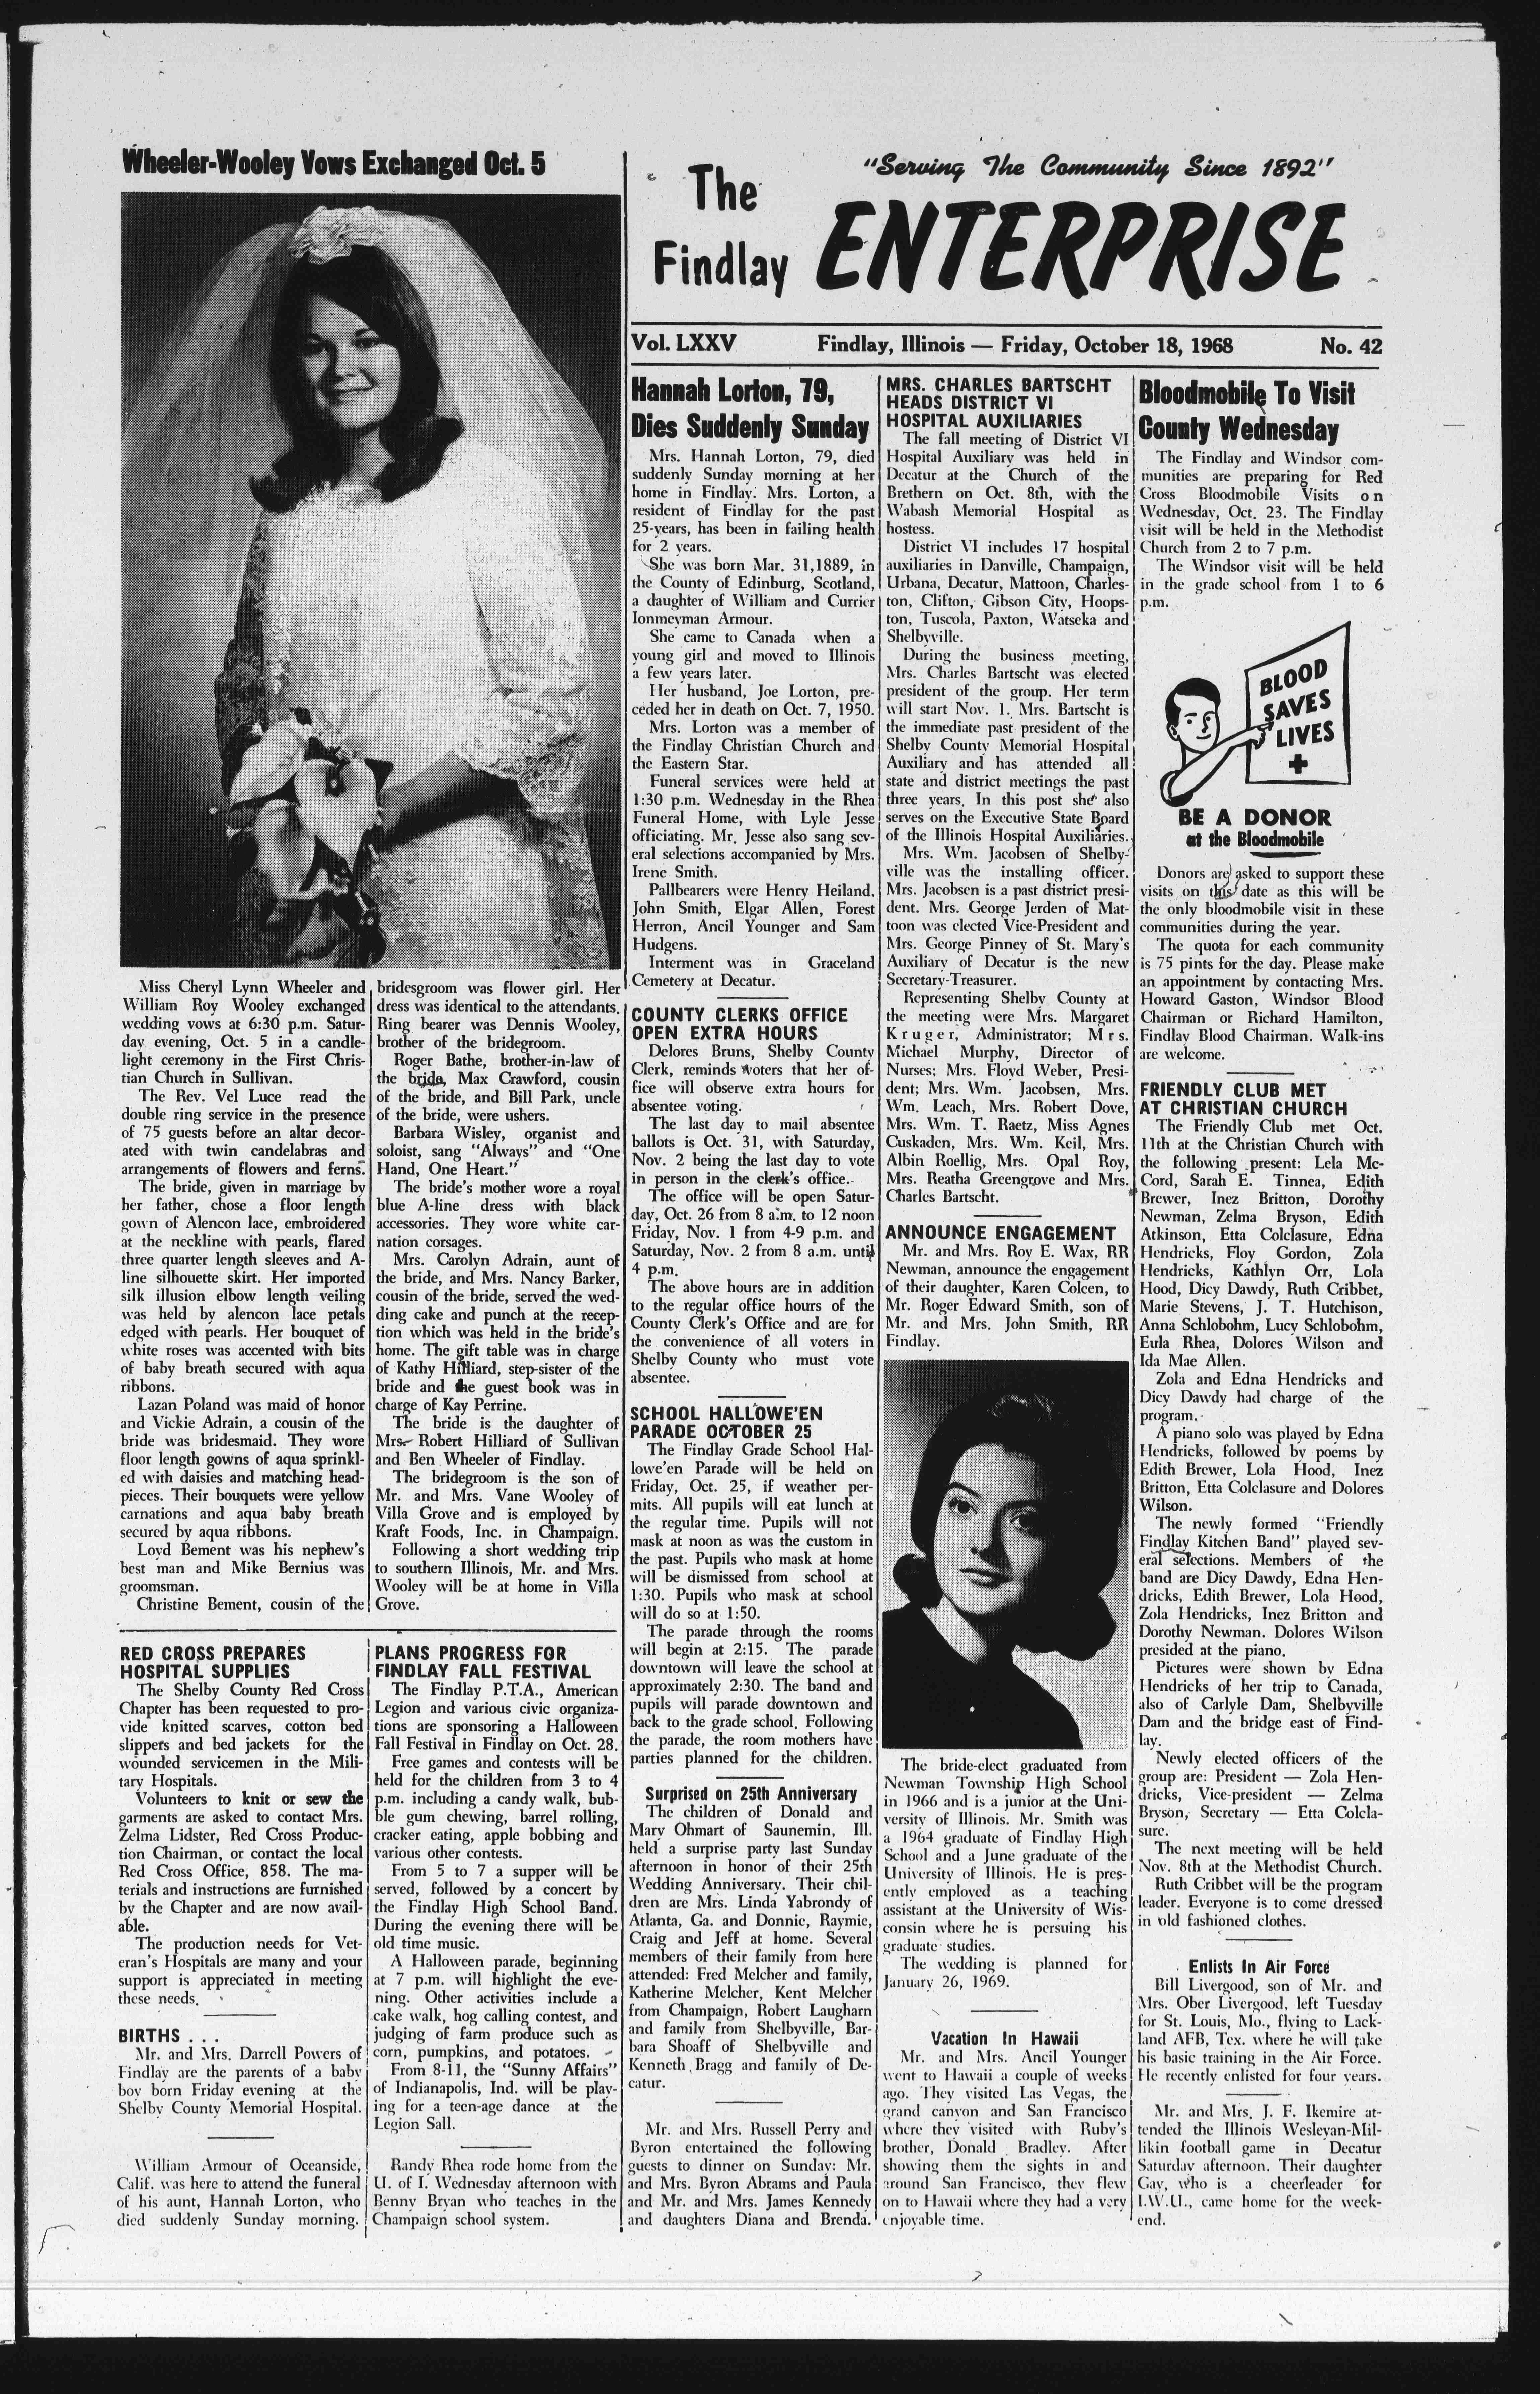 Wheeler-Wooley Vows Exchanged Oct. 5
"Serving The Community Since 1892"
The
Findlay
ENTERPRISE
Vol. LXXV Findlay, Illinois — Friday, October 18, 1968 No. 42
Miss Cheryl Lynn Wheeler and
William Roy Wooley exchanged
wedding vows at 6:30 p.m. Satur-
day evening, Oct. 5 in a candle-
light ceremony in the First Chris-
tian Church in Sullivan.
The Rev. Vel Luce read the
double ring service in the presence
of 75 guests before an altar decor-
ated with twin candelabras and
arrangements of flowers and ferns.
The bride, given in marriage by
her father, chose a floor length
gown of Alencon lace, embroidered
at the neckline with pearls, flared
three quarter length sleeves and A-
line silhouette skirt. Her imported
silk illusion elbow length veiling
was held by alencon lace petals
edged with pearls. Her bouquet of
white roses was accented with bits
of baby breath secured with aqua
ribbons.
Lazan Poland was maid of honor
and Vickie Adrain, a cousin of the
bride was bridesmaid. They wore
floor length gowns of aqua sprinkl-
ed with daisies and matching head-
pieces. Their bouquets were yellow
carnations and aqua baby breath
secured by aqua ribbons.
Loyd Bement was his nephew's
best man and Mike Bernius was
groomsman.
Christine Bement, cousin of the
bridesgroom was flower girl. Her
dress was identical to the attendants.
Ring bearer was Dennis Wooley,
brother of the bridegroom.
Roger Bathe, brother-in-law of
the bride, Max Crawford, cousin
of the bride, and Bill Park, uncle
of the bride, were ushers.
Barbara Wisley, organist and
soloist, sang "Always" and "One
Hand, One Heart."
The bride's mother wore a royal
blue A-line dress with black
accessories. They wore white car-
nation corsages.
Mrs. Carolyn Adrain, aunt of
the bride, and Mrs. Nancy Barker,
cousin of the bride, served the wed-
ding cake and punch at the recep-
tion which was held in the bride's
home. The gift table was in charge
of Kathy Hilliard, step-sister of the
bride and the guest book was in
charge of Kay Perrine.
The bride is the daughter of
Mrs. Robert Hilliard of Sullivan
and Ben Wheeler of Findlay.
The bridegroom is the son of
Mr. and Mrs. Vane Wooley of
Villa Grove and is employed by
Kraft Foods, Inc. in Champaign.
Following a short wedding trip
to southern Illinois, Mr. and Mrs.
Wooley will be at home in Villa
Grove.
RED CROSS PREPARES
HOSPITAL SUPPLIES
The Shelby County Red Cross
Chapter has been requested to pro-
vide knitted scarves, cotton bed
slippers and bed jackets for the
wounded servicemen in the Mili-
tary Hospitals.
Volunteers to knit or sew the
garments are asked to contact Mrs.
Zelma Lidster, Red Cross Produc-
tion Chairman, or contact the local
Red Cross Office, 858. The ma-
terials and instructions are furnished
by the Chapter and are now avail-
able.
The production needs for Vet-
eran's Hospitals are many and your
support is appreciated in meeting
these needs.
BIRTHS . . .
Mr. and Mrs. Darrell Powers of
Findlay are the parents of a baby
boy born Friday evening at the
Shelby County Memorial Hospital.
William Armour of Oceanside,
Calif. was here to attend the funeral
of his aunt, Hannah Lorton, who
died suddenly Sunday morning.
PLANS PROGRESS FOR
FINDLAY FALL FESTIVAL
The Findlay P.T.A., American
Legion and various civic organiza-
tions are sponsoring a Halloween
Fall Festival in Findlay on Oct. 28.
Free games and contests will be
held for the children from 3 to 4
p.m. including a candy walk, bub-
ble gum chewing, barrel rolling,
cracker eating, apple bobbing and
various other contests.
From 5 to 7 a supper will be
served, followed by a concert by
the Findlay High School Band.
During the evening there will be
old time music.
A Halloween parade, beginning
at 7 p.m. will highlight the eve-
ning. Other activities include a
cake walk, hog calling contest, and
judging of farm produce such as
corn, pumpkins, and potatoes.
From 8-11, the "Sunny Affairs"
of Indianapolis, Ind. will be play-
ing for a teen-age dance at the
Legion Sall.
Randy Rhea rode home from the
U. of I. Wednesday afternoon with
Benny Bryan who teaches in the
Champaign school system.
Hannah Lorton, 79,
Dies Suddenly Sunday
Mrs. Hannah Lorton, 79, died
suddenly Sunday morning at her
home in Findlay. Mrs. Lorton, a
resident of Findlay for the past
25-years, has been in failing health
for 2 years.
She was born Mar. 31,1889, in
the County of Edinburg, Scotland,
a daughter of William and Currier
Ionmeyman Armour.
She came to Canada when a
young girl and moved to Illinois
a few years later.
Her husband, Joe Lorton, pre-
ceded her in death on Oct. 7, 1950.
Mrs. Lorton was a member of
the Findlay Christian Church and
the Eastern Star.
Funeral services were held at
1:30 p.m. Wednesday in the Rhea
Funeral Home, with Lyle Jesse
officiating. Mr. Jesse also sang sev-
eral selections accompanied by Mrs.
Irene Smith.
Pallbearers were Henry Heiland,
John Smith, Elgar Allen, Forest
Herron, Ancil Younger and Sam
Hudgens.
Interment was in Graceland
Cemetery at Decatur.
COUNTY CLERKS OFFICE
OPEN EXTRA HOURS
Delores Bruns, Shelby County
Clerk, reminds voters that her of-
fice will observe extra hours for
absentee voting.
The last day to mail absentee
ballots is Oct. 31, with Saturday,
Nov. 2 being the last day to vote
in person in the clerk's office.
The office will be open Satur-
day, Oct. 26 from 8 a.m. to 12 noon
Friday, Nov. 1 from 4-9 p.m. and
Saturday, Nov. 2 from 8 a.m. until
4 p.m.
The above hours are in addition
to the regular office hours of the
County Clerk's Office and are for
the convenience of all voters in
Shelby County who must vote
absentee.
SCHOOL HALLOWE'EN
PARADE OCTOBER 25
The Findlay Grade School Hal-
lowe'en Parade will be held on
Friday, Oct. 25, if weather per-
mits. All pupils will eat lunch at
the regular time. Pupils will not
mask at noon as was the custom in
the past. Pupils who mask at home
will be dismissed from school at
1:30. Pupils who mask at school
will do so at 1:50.
The parade through the rooms
will begin at 2:15. The parade
downtown will leave the school at
approximately 2:30. The band and
pupils will parade downtown and
back to the grade school. Following
the parade, the room mothers have
parties planned for the children.
Surprised on 25th Anniversary
The children of Donald and
Mary Ohmart of Saunemin, Ill.
held a surprise party last Sunday
afternoon in honor of their 25th
Wedding Anniversary. Their chil-
dren are Mrs. Linda Yabrondy of
Atlanta, Ga. and Donnie, Raymie,
Craig and Jeff at home. Several
members of their family from here
attended: Fred Melcher and family,
Katherine Melcher, Kent Melcher
from Champaign, Robert Laugharn
and family from Shelbyville, Bar-
bara Shoaff of Shelbyville and
Kenneth Bragg and family of De-
catur.
Mr. and Mrs. Russell Perry and
Byron entertained the following
guests to dinner on Sunday: Mr.
and Mrs. Byron Abrams and Paula
and Mr. and Mrs. James Kennedy
and daughters Diana and Brenda.
MRS. CHARLES BARTSCHT
HEADS DISTRICT VI
HOSPITAL AUXILIARIES
The fall meeting of District VI
Hospital Auxiliary was held in
Decatur at the Church of the
Brethern on Oct. 8th, with the
Wabash Memorial Hospital as
hostess.
District VI includes 17 hospital
auxiliaries in Danville, Champaign,
Urbana, Decatur, Mattoon, Charles-
ton, Clifton, Gibson City, Hoops-
ton, Tuscola, Paxton, Watseka and
Shelbyville.
During the business meeting,
Mrs. Charles Bartscht was elected
president of the group. Her term
will start Nov. 1. Mrs. Bartscht is
the immediate past president of the
Shelby County Memorial Hospital
Auxiliary and has attended all
state and district meetings the past
three years. In this post she also
serves on the Executive State Board
of the Illinois Hospital Auxiliaries.
Mrs. Wm. Jacobsen of Shelby-
ville was the installing officer.
Mrs. Jacobsen is a past district presi-
dent. Mrs. George Jerden of Mat-
toon was elected Vice-President and
Mrs. George Pinney of St. Mary's
Auxiliary of Decatur is the new
Secretary-Treasurer.
Representing Shelby County at
the meeting were Mrs. Margaret
Kruger, Administrator; Mrs.
Michael Murphy, Director of
Nurses; Mrs. Floyd Weber, Presi-
dent; Mrs. Wm. Jacobsen, Mrs.
Wm. Leach, Mrs. Robert Dove,
Mrs. Wm. T. Raetz, Miss Agnes
Cuskaden, Mrs. Wm. Keil, Mrs.
Albin Roellig, Mrs. Opal Roy,
Mrs. Reatha Greengrove and Mrs.
Charles Bartscht.
ANNOUNCE ENGAGEMENT
Mr. and Mrs. Roy E. Wax, RR
Newman, announce the engagement
of their daughter, Karen Coleen, to
Mr. Roger Edward Smith, son of
Mr. and Mrs. John Smith, RR
Findlay.
The bride-elect graduated from
Newman Township High School
in 1966 and is a junior at the Uni-
versity of Illinois. Mr. Smith was
a 1964 graduate of Findlay High
School and a June graduate of the
University of Illinois. He is pres-
ently employed as a teaching
assistant at the University of Wis-
consin where he is persuing his
graduate studies.
The wedding is planned for
January 26, 1969.
Vacation In Hawaii
Mr. and Mrs. Ancil Younger
went to Hawaii a couple of weeks
ago. They visited Las Vegas, the
grand canyon and San Francisco
where they visited with Ruby's
brother, Donald Bradley. After
showing them the sights in and
around San Francisco, they flew
on to Hawaii where they had a very
enjoyable time.
Bloodmobile To Visit
County Wednesday
The Findlay and Windsor com-
munities are preparing for Red
Cross Bloodmobile Visits on
Wednesday, Oct. 23. The Findlay
visit will be held in the Methodist
Church from 2 to 7 p.m.
The Windsor visit will be held
in the grade school from 1 to 6
p.m.
BLOOD
SAVES
LIVES
BE A DONOR
at the Bloodmobile
Donors are asked to support these
visits on this date as this will be
the only bloodmobile visit in these
communities during the year.
The quota for each community
is 75 pints for the day. Please make
an appointment by contacting Mrs.
Howard Gaston, Windsor Blood
Chairman or Richard Hamilton,
Findlay Blood Chairman. Walk-ins
are welcome.
FRIENDLY CLUB MET
AT CHRISTIAN CHURCH
The Friendly Club met Oct.
11th at the Christian Church with
the following present: Lela Mc-
Cord, Sarah E. Tinnea, Edith
Brewer, Inez Britton, Dorothy
Newman, Zelma Bryson, Edith
Atkinson, Etta Colclasure, Edna
Hendricks, Floy Gordon, Zola
Hendricks, Kathlyn Orr, Lola
Hood, Dicy Dawdy, Ruth Cribbet,
Marie Stevens, J. T. Hutchison,
Anna Schlobohm, Lucy Schlobohm,
Eula Rhea, Dolores Wilson and
Ida Mae Allen.
Zola and Edna Hendricks and
Dicy Dawdy had charge of the
program.
A piano solo was played by Edna
Hendricks, followed by poems by
Edith Brewer, Lola Hood, Inez
Britton, Etta Colclasure and Dolores
Wilson.
The newly formed "Friendly
Findlay Kitchen Band" played sev-
eral selections. Members of the
band are Dicy Dawdy, Edna Hen-
dricks, Edith Brewer, Lola Hood,
Zola Hendricks, Inez Britton and
Dorothy Newman. Dolores Wilson
presided at the piano.
Pictures were shown by Edna
Hendricks of her trip to Canada,
also of Carlyle Dam, Shelbyville
Dam and the bridge east of Find-
lay.
Newly elected officers of the
group are: President — Zola Hen-
dricks, Vice-president — Zelma
Bryson, Secretary — Etta Colcla-
sure.
The next meeting will be held
Nov. 8th at the Methodist Church.
Ruth Cribbet will be the program
leader. Everyone is to come dressed
in old fashioned clothes.
Enlists In Air Force
Bill Livergood, son of Mr. and
Mrs. Ober Livergood, left Tuesday
for St. Louis, Mo., flying to Lack-
land AFB, Tex. where he will take
his basic training in the Air Force.
He recently enlisted for four years.
Mr. and Mrs. J. F. Ikemire at-
tended the Illinois Wesleyan-Mil-
likin football game in Decatur
Saturday afternoon. Their daughter
Gay, who is a cheerleader for
I.W.U., came home for the week-
end.